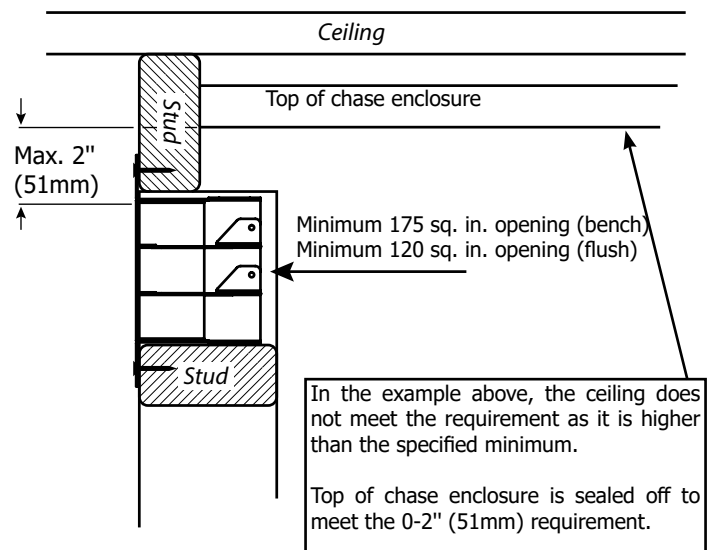 Ceiling
Top of chase enclosure
Stud
Max. 2"
(51mm)
Minimum 175 sq. in. opening (bench)
Minimum 120 sq. in. opening (flush)
Stud
In the example above, the ceiling does
not meet the requirement as it is higher
than the specified minimum.
Top of chase enclosure is sealed off to
meet the 0-2" (51mm) requirement.